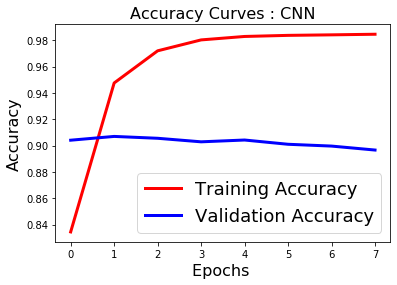 Accuracy Curves : CNN
Accuracy
0.98
0.96
0.94
0.92
0.90
0.88
0.86
0.84
Training Accuracy
Validation Accuracy
0 1 2 3 4 5 6 7
Epochs